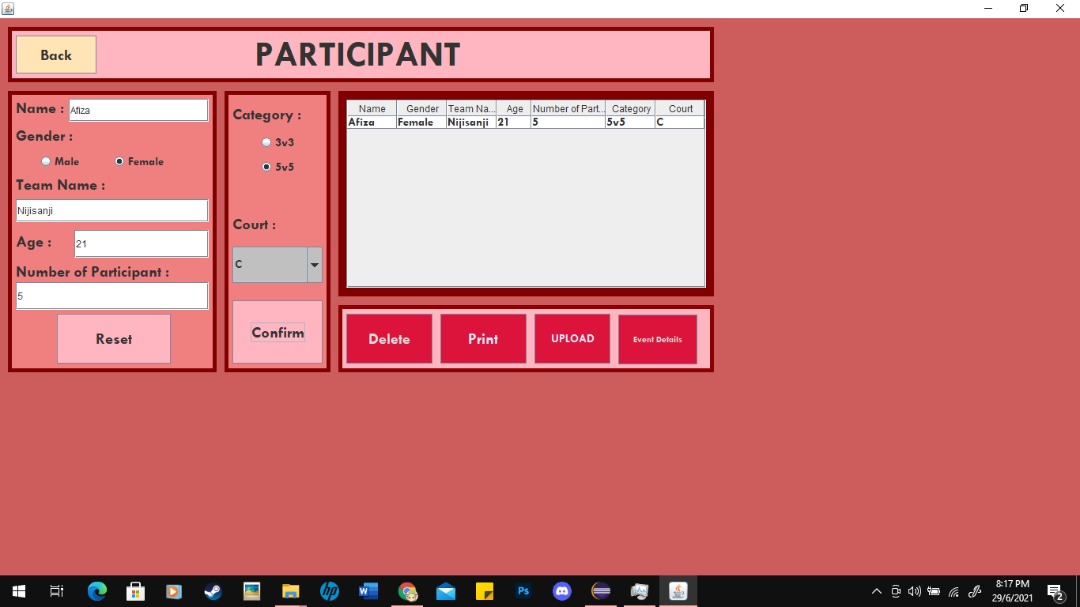 Back
PARTICIPANT
Name :
Afiza
Gender :
Male
Female
Team Name :
Nijisanji
Age :
21
Number of Participant :
5
Reset
Category :
3v3
5v5
Court :
C
Confirm
Name Gender Team Na... Age Number of Part... Category Court
Afiza Female Nijisanji 21 5 5v5 C
Delete
Print
UPLOAD
Event Details
W
Ps
8:17 PM
29/6/2021
2